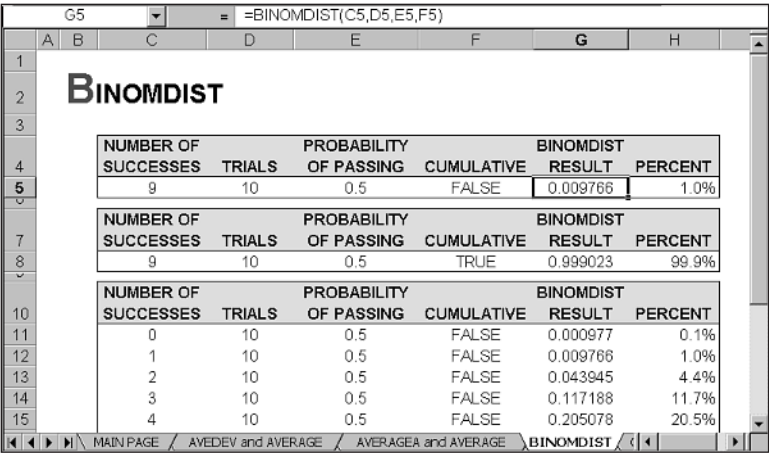 G5 = =BINOMDIST(C5,D5,E5,F5)
A B C D E F G H
1
2 BINOMDIST
3
NUMBER OF PROBABILITY BINOMDIST
4 SUCCESSES TRIALS OF PASSING CUMULATIVE RESULT PERCENT
5 9 10 0.5 FALSE 0.009766 1.0%
NUMBER OF PROBABILITY BINOMDIST
7 SUCCESSES TRIALS OF PASSING CUMULATIVE RESULT PERCENT
8 9 10 0.5 TRUE 0.999023 99.9%
NUMBER OF PROBABILITY BINOMDIST
10 SUCCESSES TRIALS OF PASSING CUMULATIVE RESULT PERCENT
11 0 10 0.5 FALSE 0.000977 0.1%
12 1 10 0.5 FALSE 0.009766 1.0%
13 2 10 0.5 FALSE 0.043945 4.4%
14 3 10 0.5 FALSE 0.117188 11.7%
15 4 10 0.5 FALSE 0.205078 20.5%
MAIN PAGE / AVEDEV and AVERAGE / AVERAGEA and AVERAGE \ BINOMDIST /